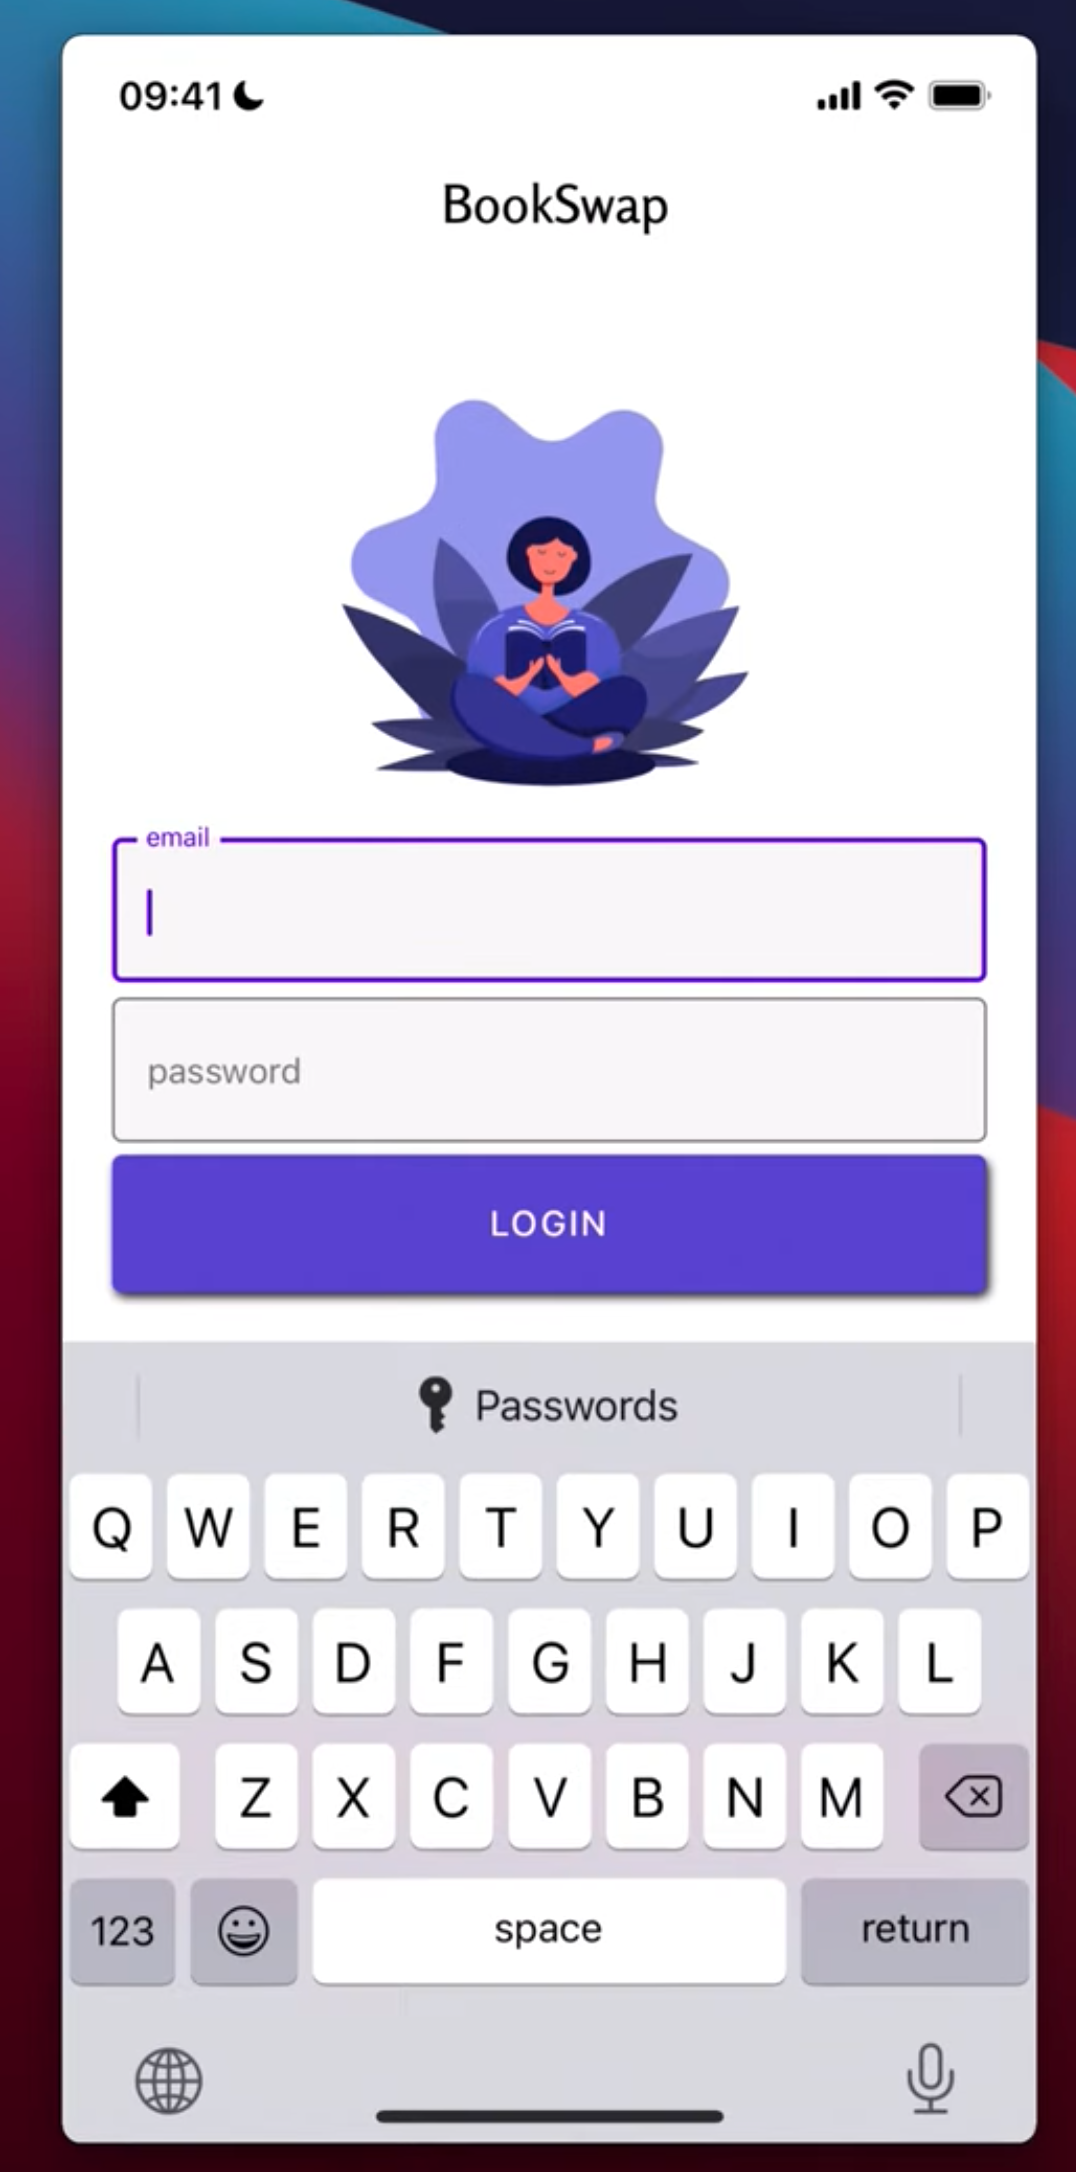 09:41
BookSwap
email
password
LOGIN
Passwords
Q W E R T Y U I O P
A S D F G H J K L
Z X C V B N M
123 space return